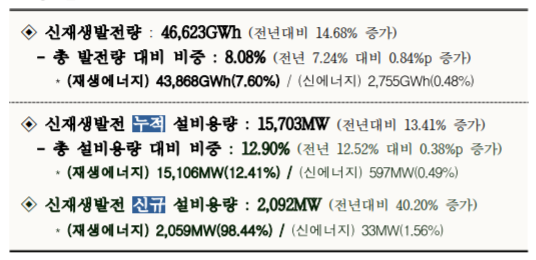 ◈ 신재생발전량 : 46,623GWh (전년대비 14.68% 증가)
- 총 발전량 대비 비중 : 8.08% (전년 7.24% 대비 0.84%p 증가)
* (재생에너지) 43,868GWh(7.60%) / (신에너지) 2,755GWh(0.48%)
◈ 신재생발전 누적 설비용량 : 15,703MW (전년대비 13.41% 증가)
- 총 설비용량 대비 비중 : 12.90% (전년 12.52% 대비 0.38%p 증가)
* (재생에너지) 15,106MW(12.41%) / (신에너지) 597MW(0.49%)
◈ 신재생발전 신규 설비용량 : 2,092MW (전년대비 40.20% 증가)
* (재생에너지) 2,059MW(98.44%) / (신에너지) 33MW(1.56%)